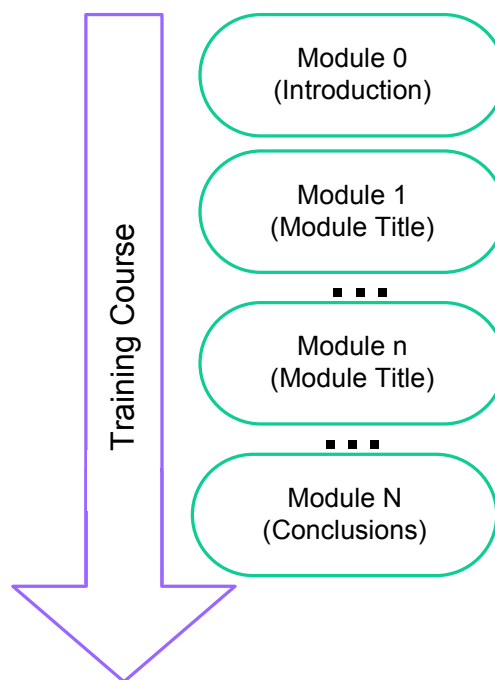 Training Course
Module 0
(Introduction)
Module 1
(Module Title)
...
Module n
(Module Title)
...
Module N
(Conclusions)